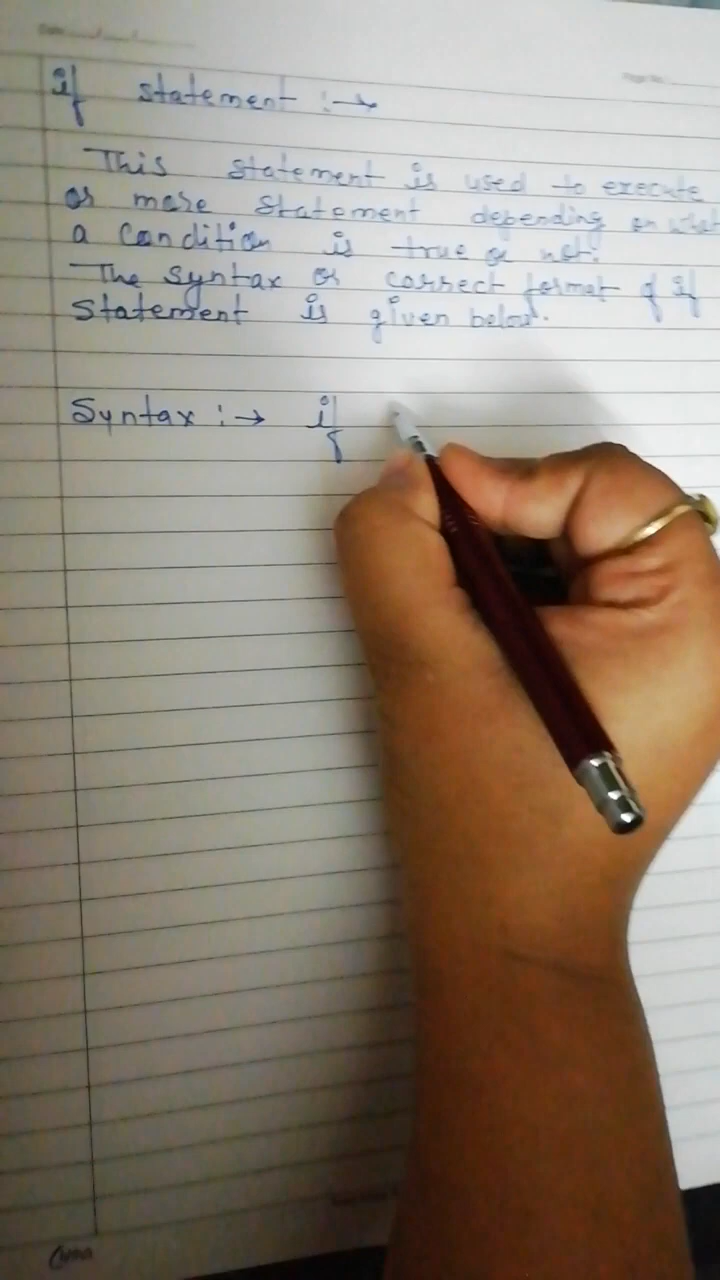 if statement :→
This statement is used to execute
or more statement depending on
a condition is true or not.
The syntax or correct format of if
statement is given below.
Syntax :→ if